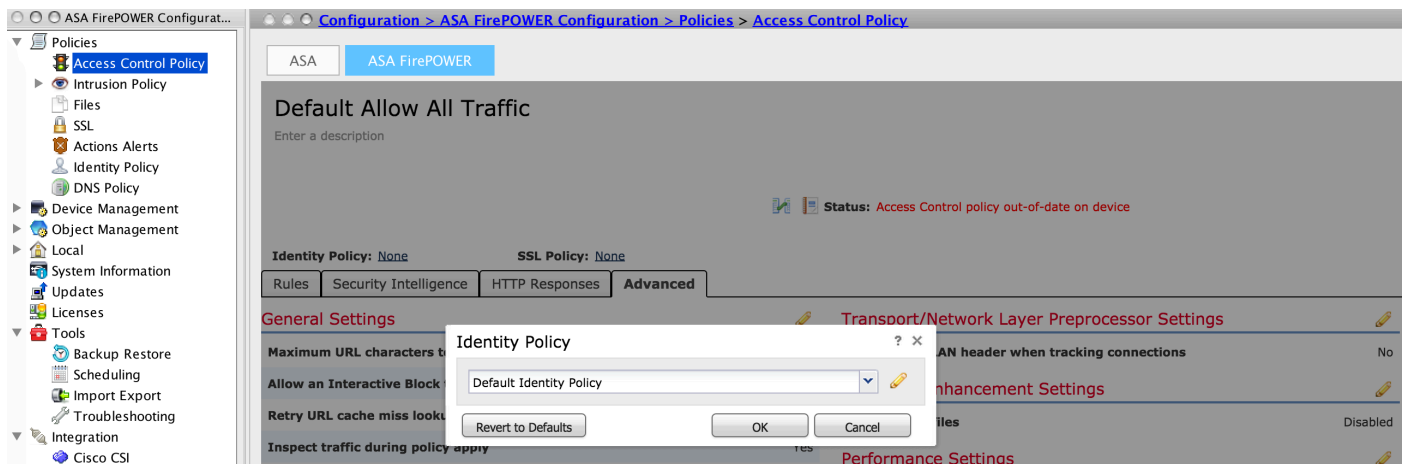 ASA FirePOWER Configurat...
Policies
Access Control Policy
Intrusion Policy
Files
SSL
Actions Alerts
Identity Policy
DNS Policy
Device Management
Object Management
Local
System Information
Updates
Licenses
Tools
Backup Restore
Scheduling
Import Export
Troubleshooting
Integration
Cisco CSI
Configuration > ASA FirePOWER Configuration > Policies > Access Control Policy
ASA ASA FirePOWER
Default Allow All Traffic
Enter a description
Status: Access Control policy out-of-date on device
Identity Policy: None SSL Policy: None
Rules Security Intelligence HTTP Responses Advanced
General Settings Transport/Network Layer Preprocessor Settings
Maximum URL characters AN header when tracking connections No
Allow an Interactive Block nhancement Settings
Retry URL cache miss iles Disabled
Inspect traffic during policy apply Yes
Performance Settings
Identity Policy ? ×
Default Identity Policy
Revert to Defaults OK Cancel